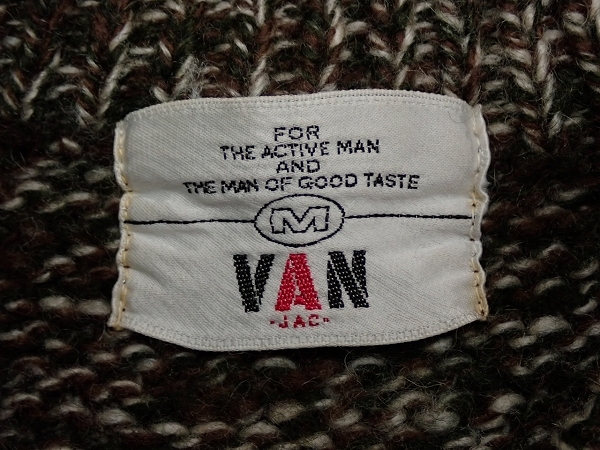 FOR
THE ACTIVE MAN
AND
THE MAN OF GOOD TASTE
M
VAN
-JAC-